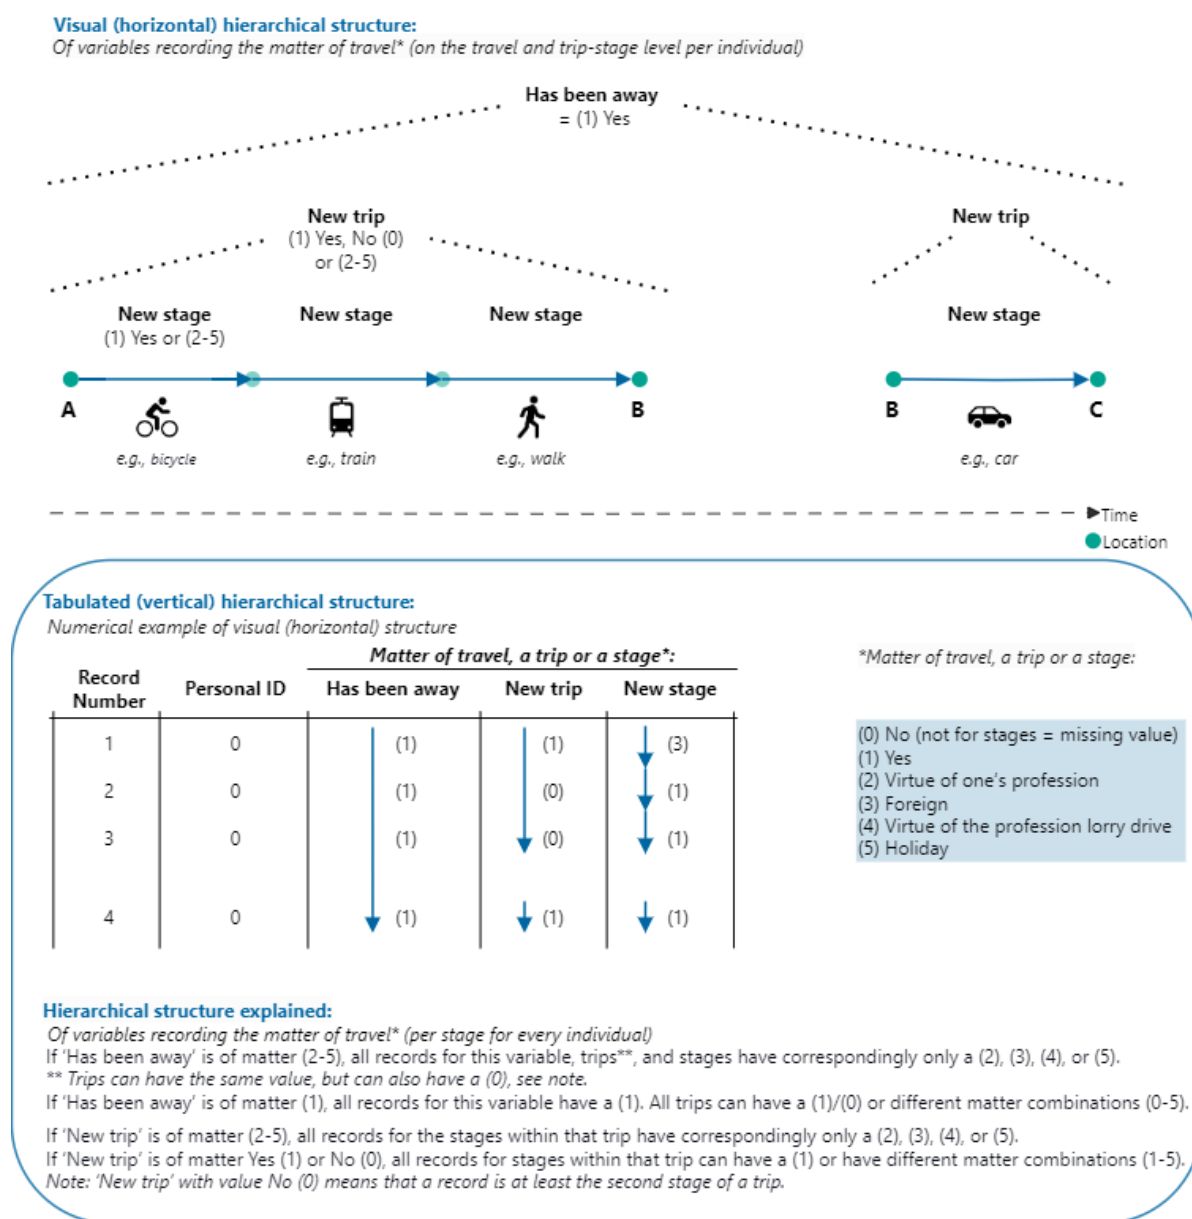 Visual (horizontal) hierarchical structure:
Of variables recording the matter of travel* (on the travel and trip-stage level per individual)
Has been away
= (1) Yes
New trip
(1) Yes, No (0)
or (2-5)
New trip
New stage
(1) Yes or (2-5)
New stage
New stage
New stage
A
B
B
C
e.g., bicycle
e.g., train
e.g., walk
e.g., car
Time
Location
Tabulated (vertical) hierarchical structure:
Numerical example of visual (horizontal) structure
Matter of travel, a trip or a stage*:
*Matter of travel, a trip or a stage:
Record Number Personal ID Has been away New trip New stage
1 0 (1) (1) (3)
2 0 (1) (0) (1)
3 0 (1) (0) (1)
4 0 (1) (1) (1)
(0) No (not for stages = missing value)
(1) Yes
(2) Virtue of one's profession
(3) Foreign
(4) Virtue of the profession lorry drive
(5) Holiday
Hierarchical structure explained:
Of variables recording the matter of travel* (per stage for every individual)
If 'Has been away' is of matter (2-5), all records for this variable, trips**, and stages have correspondingly only a (2), (3), (4), or (5).
** Trips can have the same value, but can also have a (0), see note.
If 'Has been away' is of matter (1), all records for this variable have a (1). All trips can have a (1)/(0) or different matter combinations (0-5).
If 'New trip' is of matter (2-5), all records for the stages within that trip have correspondingly only a (2), (3), (4), or (5).
If 'New trip' is of matter Yes (1) or No (0), all records for stages within that trip can have a (1) or have different matter combinations (1-5).
Note: 'New trip' with value No (0) means that a record is at least the second stage of a trip.